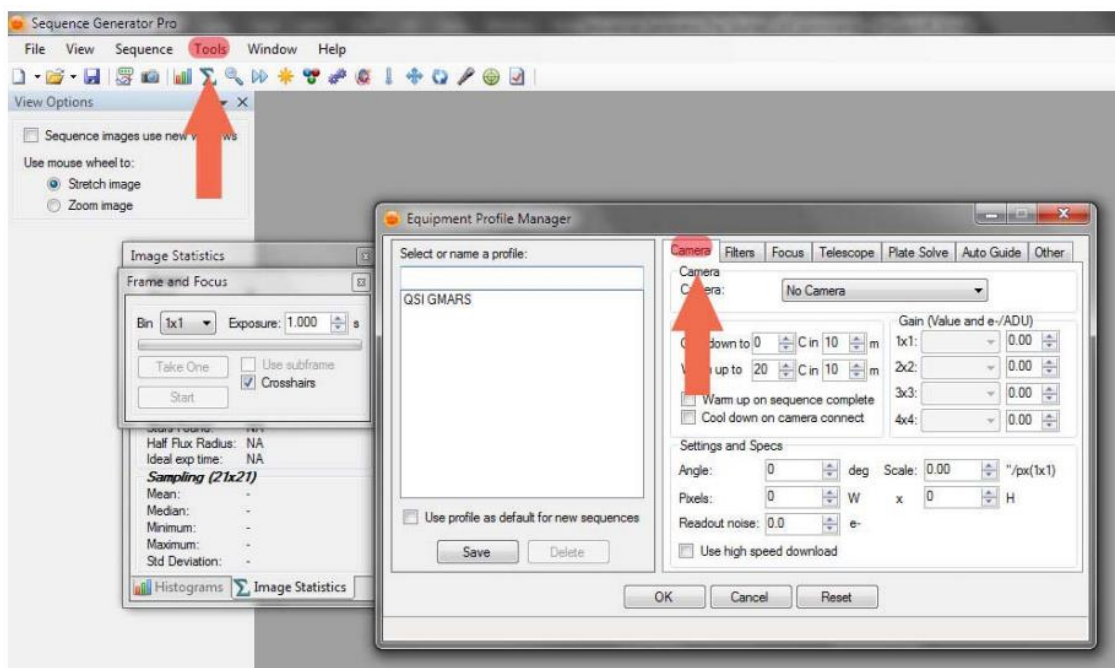 Sequence Generator Pro
File View Sequence Tools Window Help
View Options
Sequence images use new
Use mouse wheel to:
Stretch image
Zoom image
Image Statistics
Frame and Focus
Bin 1x1 Exposure: 1.000 s
Take One Use subframe
Crosshairs
Start
Half Flux Radius: NA
Ideal exp time: NA
Sampling (21x21)
Mean: -
Median: -
Minimum: -
Maximum: -
Std Deviation: -
Histograms Image Statistics
Equipment Profile Manager
Select or name a profile:
QSI GMARS
Use profile as default for new sequences
Save Delete
Camera Filters Focus Telescope Plate Solve Auto Guide Other
Camera
No Camera
down to 0 C in 10 m
up to 20 C in 10 m
Warm up on sequence complete
Cool down on camera connect
Gain (Value and e-/ADU)
1x1: 0.00
2x2: 0.00
3x3: 0.00
4x4: 0.00
Settings and Specs
Angle: 0 deg Scale: 0.00 "/px(1x1)
Pixels: 0 W x 0 H
Readout noise: 0.0 e-
Use high speed download
OK Cancel Reset